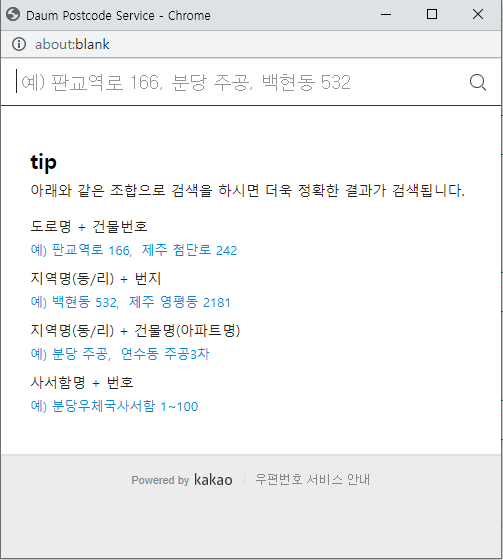 Daum Postcode Service - Chrome
about:blank
예) 판교역로 166, 분당 주공, 백현동 532
tip
아래와 같은 조합으로 검색을 하시면 더욱 정확한 결과가 검색됩니다.
도로명 + 건물번호
예) 판교역로 166, 제주 첨단로 242
지역명(동/리) + 번지
예) 백현동 532, 제주 영평동 2181
지역명(동/리) + 건물명(아파트명)
예) 분당 주공, 연수동 주공3차
사서함명 + 번호
예) 분당우체국사서함 1~100
Powered by kakao 우편번호 서비스 안내